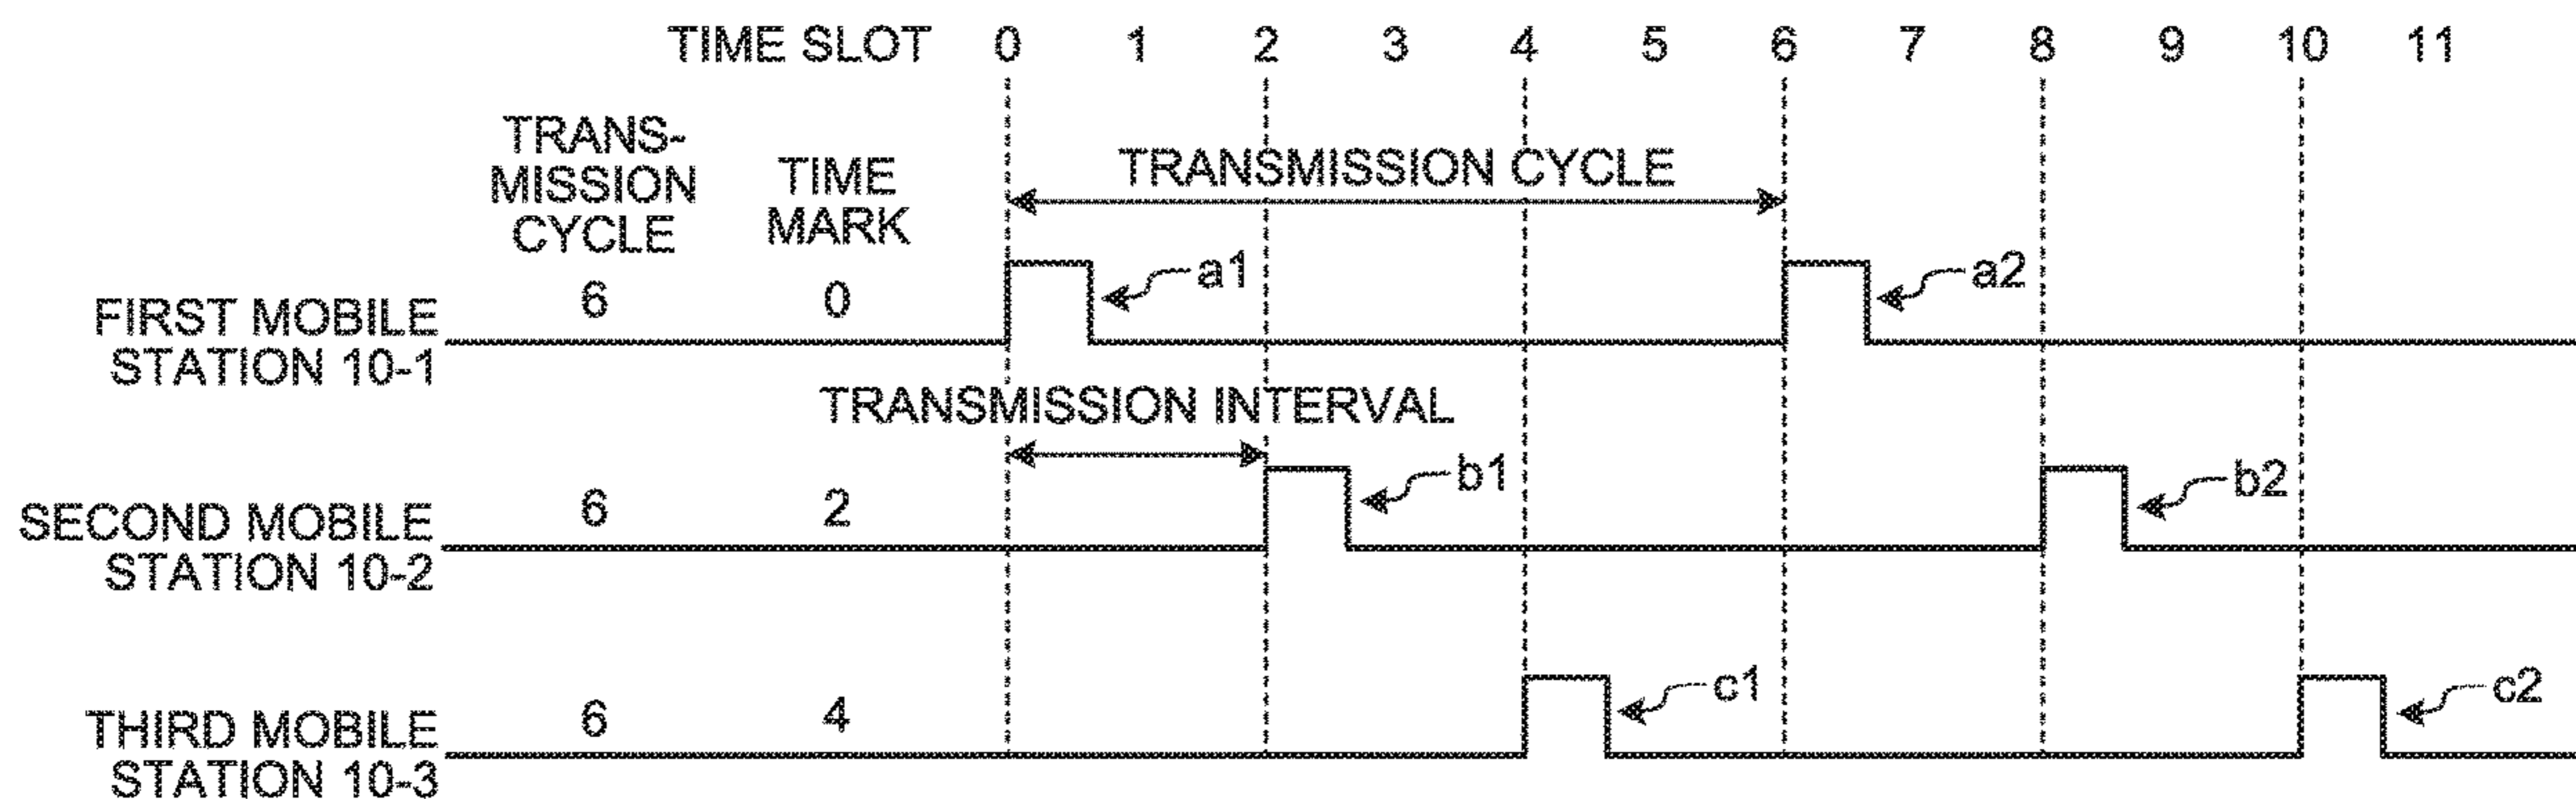 TIME SLOT 0 1 2 3 4 5 6 7 8 9 10 11
TRANS-
MISSION
CYCLE
TIME
MARK
TRANSMISSION CYCLE
FIRST MOBILE
STATION 10-1
6 0
a1
a2
TRANSMISSION INTERVAL
SECOND MOBILE
STATION 10-2
6 2
b1
b2
THIRD MOBILE
STATION 10-3
6 4
c1
c2